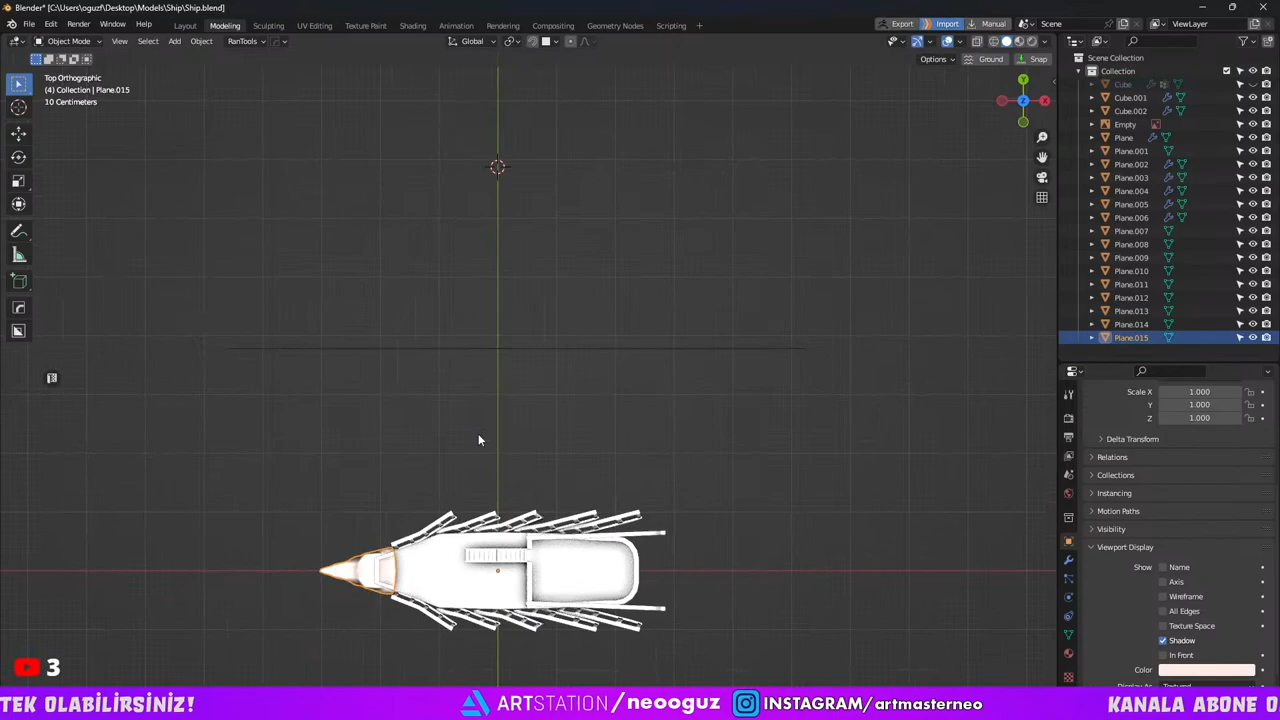 Blender* [C:\Users\oguzt\Desktop\Models\Ship\Ship.blend]
File Edit Render Window Help Layout Modeling Sculpting UV Editing Texture Paint Shading Animation Rendering Compositing Geometry Nodes Scripting + Export Import Manual Scene ViewLayer
Object Mode View Select Add Object RanTools Global
Options Ground Snap
Top Orthographic
(4) Collection | Plane.015
10 Centimeters
Y
Z
X
Scene Collection
Collection
Cube
Cube.001
Cube.002
Empty
Plane
Plane.001
Plane.002
Plane.003
Plane.004
Plane.005
Plane.006
Plane.007
Plane.008
Plane.009
Plane.010
Plane.011
Plane.012
Plane.013
Plane.014
Plane.015
Scale X 1.000
Y 1.000
Z 1.000
Delta Transform
Relations
Collections
Instancing
Motion Paths
Visibility
Viewport Display
Show Name
Axis
Wireframe
All Edges
Texture Space
Shadow
In Front
Color
3
TEK OLABİLİRSİNİZ! ARTSTATION/neooguz INSTAGRAM/artmasterneo KANALA ABONE O